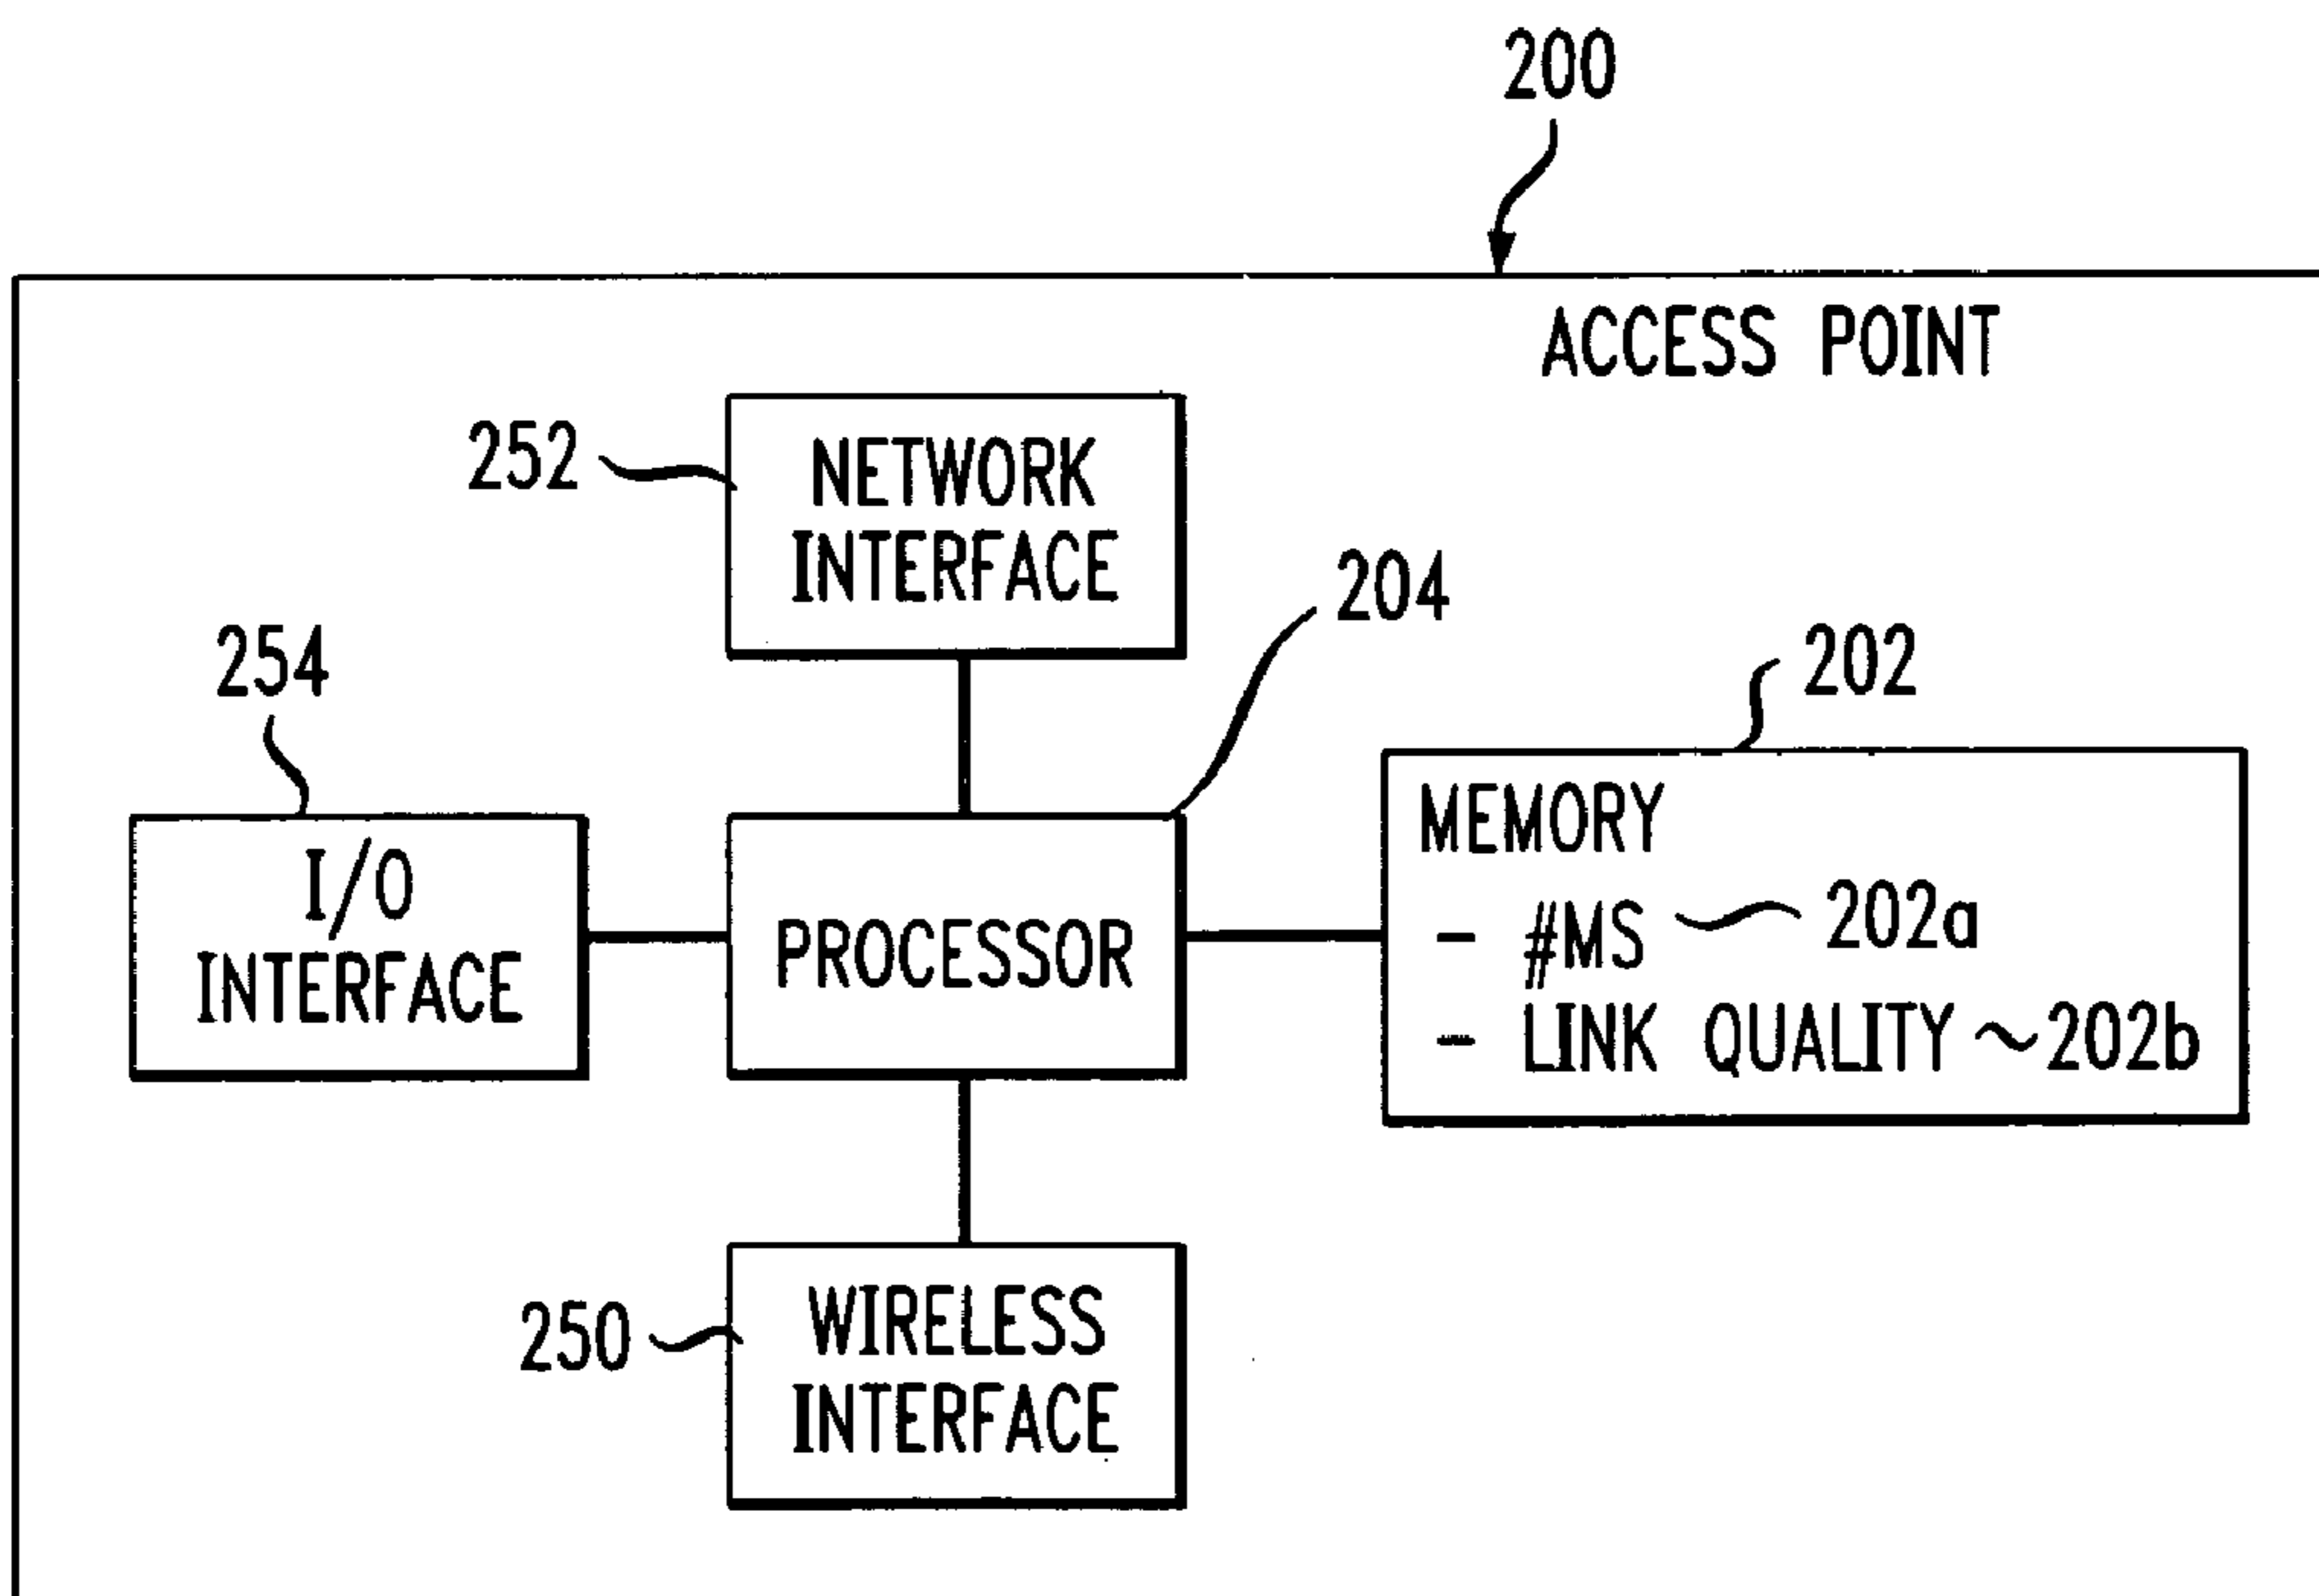 200
ACCESS POINT
252
NETWORK
INTERFACE
204
254
202
I/O
INTERFACE
PROCESSOR
MEMORY
- #MS 202a
- LINK QUALITY 202b
250
WIRELESS
INTERFACE